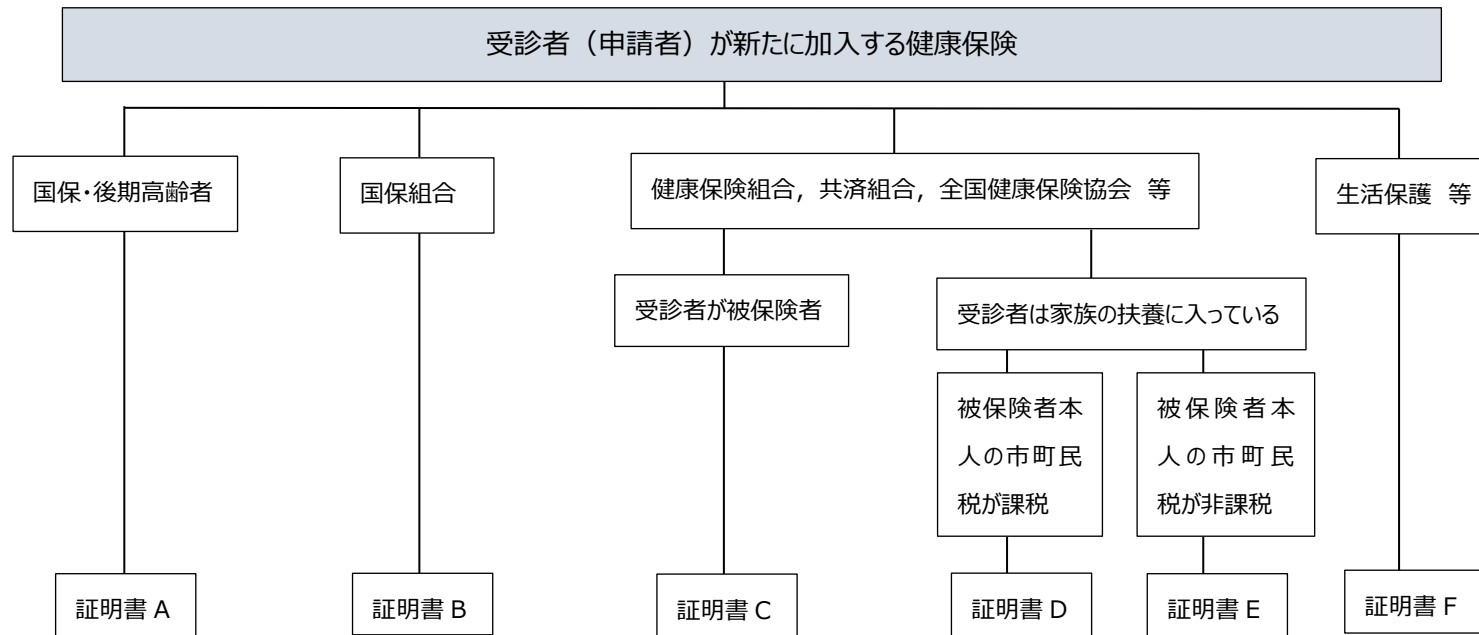 受診者（申請者）が新たに加入する健康保険
国保・後期高齢者
国保組合
健康保険組合，共済組合，全国健康保険協会 等
生活保護 等
受診者が被保険者
受診者は家族の扶養に入っている
被保険者本
人の市町民
税が課税
被保険者本
人の市町民
税が非課税
証明書 A
証明書 B
証明書 C
証明書 D
証明書 E
証明書 F